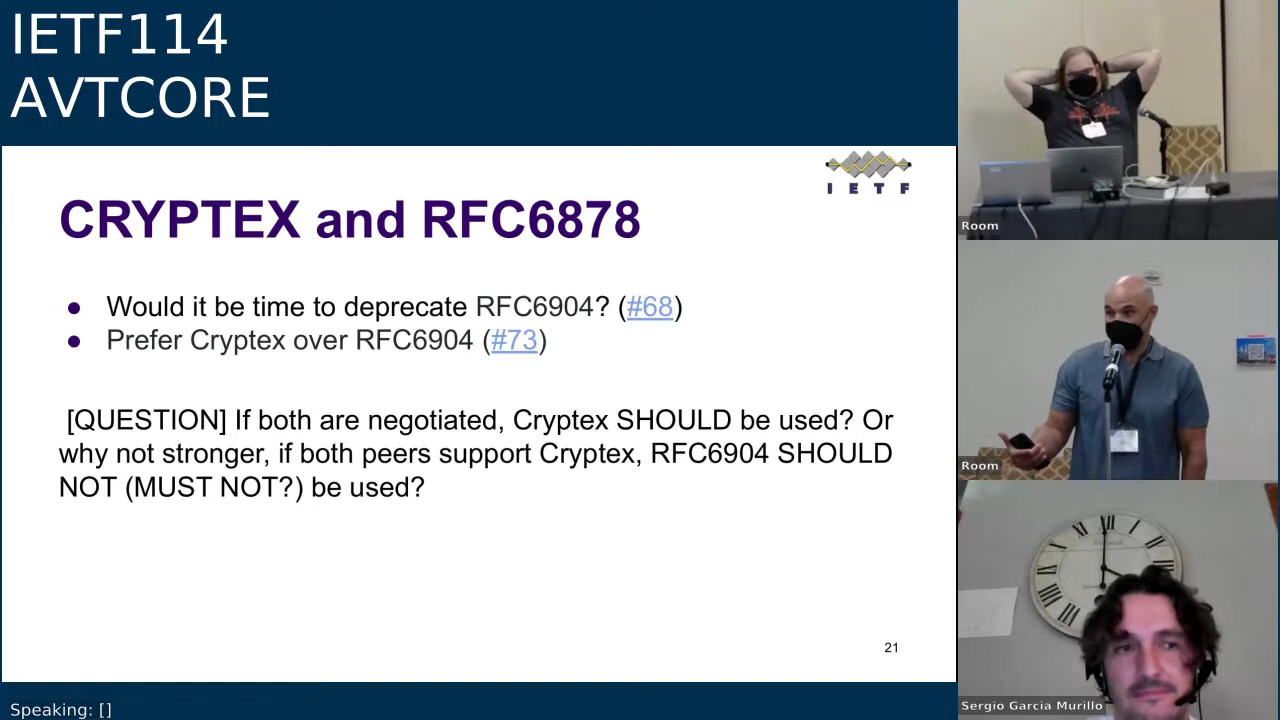 IETF114
AVTCORE
I E T F
CRYPTEX and RFC6878
● Would it be time to deprecate RFC6904? (#68)
● Prefer Cryptex over RFC6904 (#73)
[QUESTION] If both are negotiated, Cryptex SHOULD be used? Or
why not stronger, if both peers support Cryptex, RFC6904 SHOULD
NOT (MUST NOT?) be used?
21
Speaking: []
Room
Room
Sergio Garcia Murillo